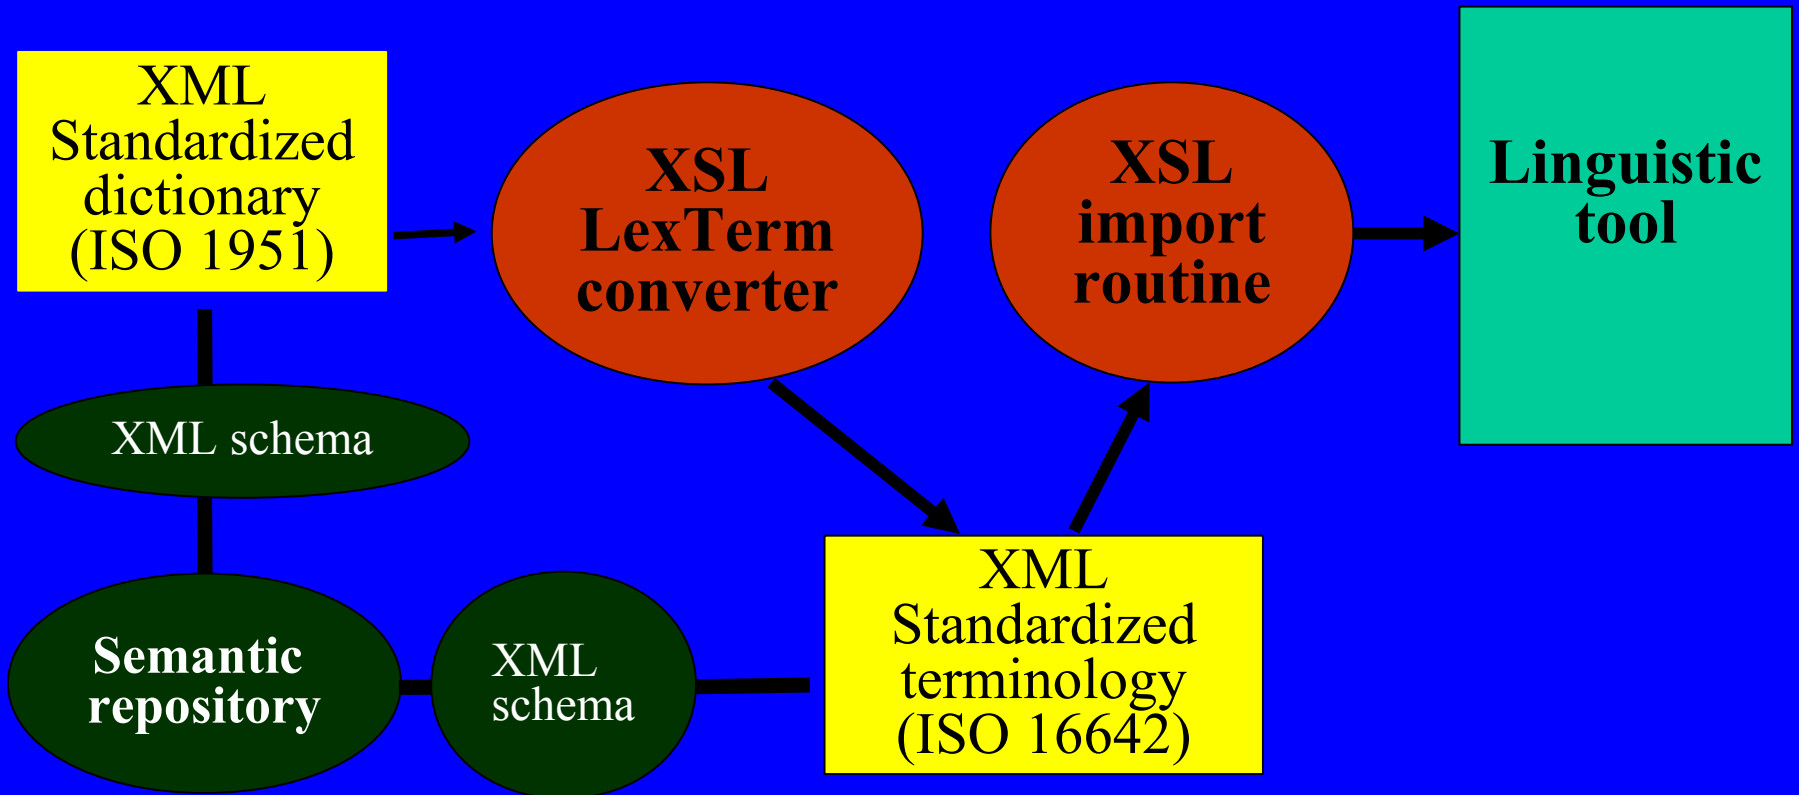 XML
Standardized
dictionary
(ISO 1951)
XSL
LexTerm
converter
XSL
import
routine
Linguistic
tool
XML schema
Semantic
repository
XML
schema
XML
Standardized
terminology
(ISO 16642)